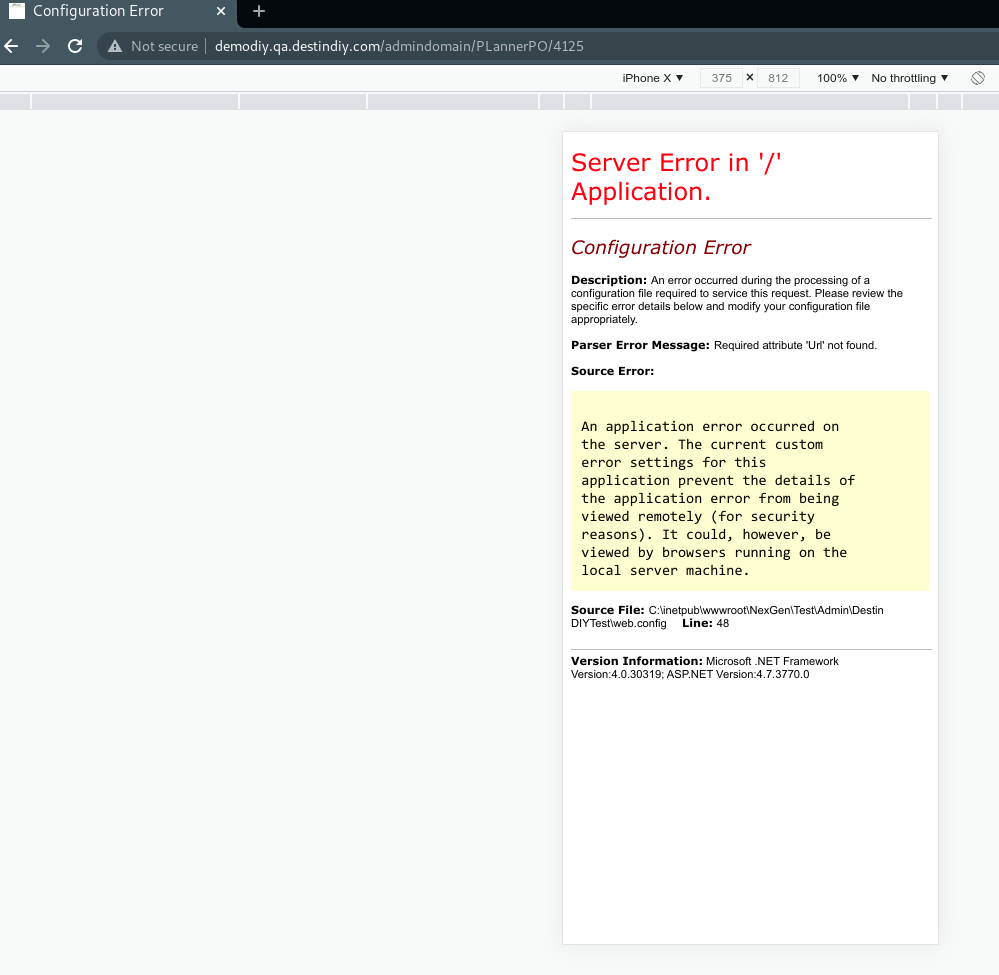 Configuration Error
Not secure demodiy.qa.destindiy.com/admindomain/PLannerPO/4125
iPhone X ▼ 375 × 812 100% ▼ No throttling ▼
Server Error in '/'
Application.
Configuration Error
Description: An error occurred during the processing of a
configuration file required to service this request. Please review the
specific error details below and modify your configuration file
appropriately.
Parser Error Message: Required attribute 'Url' not found.
Source Error:
An application error occurred on
the server. The current custom
error settings for this
application prevent the details of
the application error from being
viewed remotely (for security
reasons). It could, however, be
viewed by browsers running on the
local server machine.
Source File: C:\inetpub\wwwroot\NexGen\Test\Admin\Destin
DIYTest\web.config Line: 48
Version Information: Microsoft .NET Framework
Version:4.0.30319; ASP.NET Version:4.7.3770.0